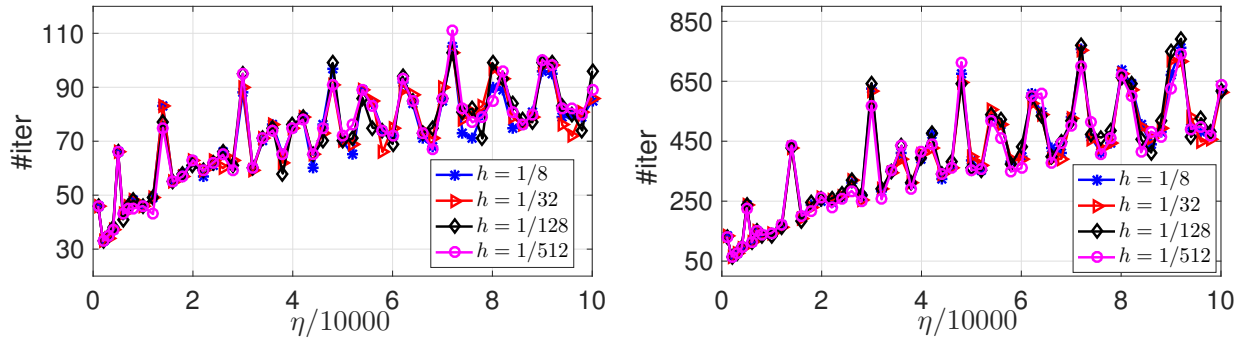 110
90
70
50
30
#iter
0
2
4
6
8
10
η/10000
h = 1/8
h = 1/32
h = 1/128
h = 1/512
850
650
450
250
50
#iter
0
2
4
6
8
10
η/10000
h = 1/8
h = 1/32
h = 1/128
h = 1/512